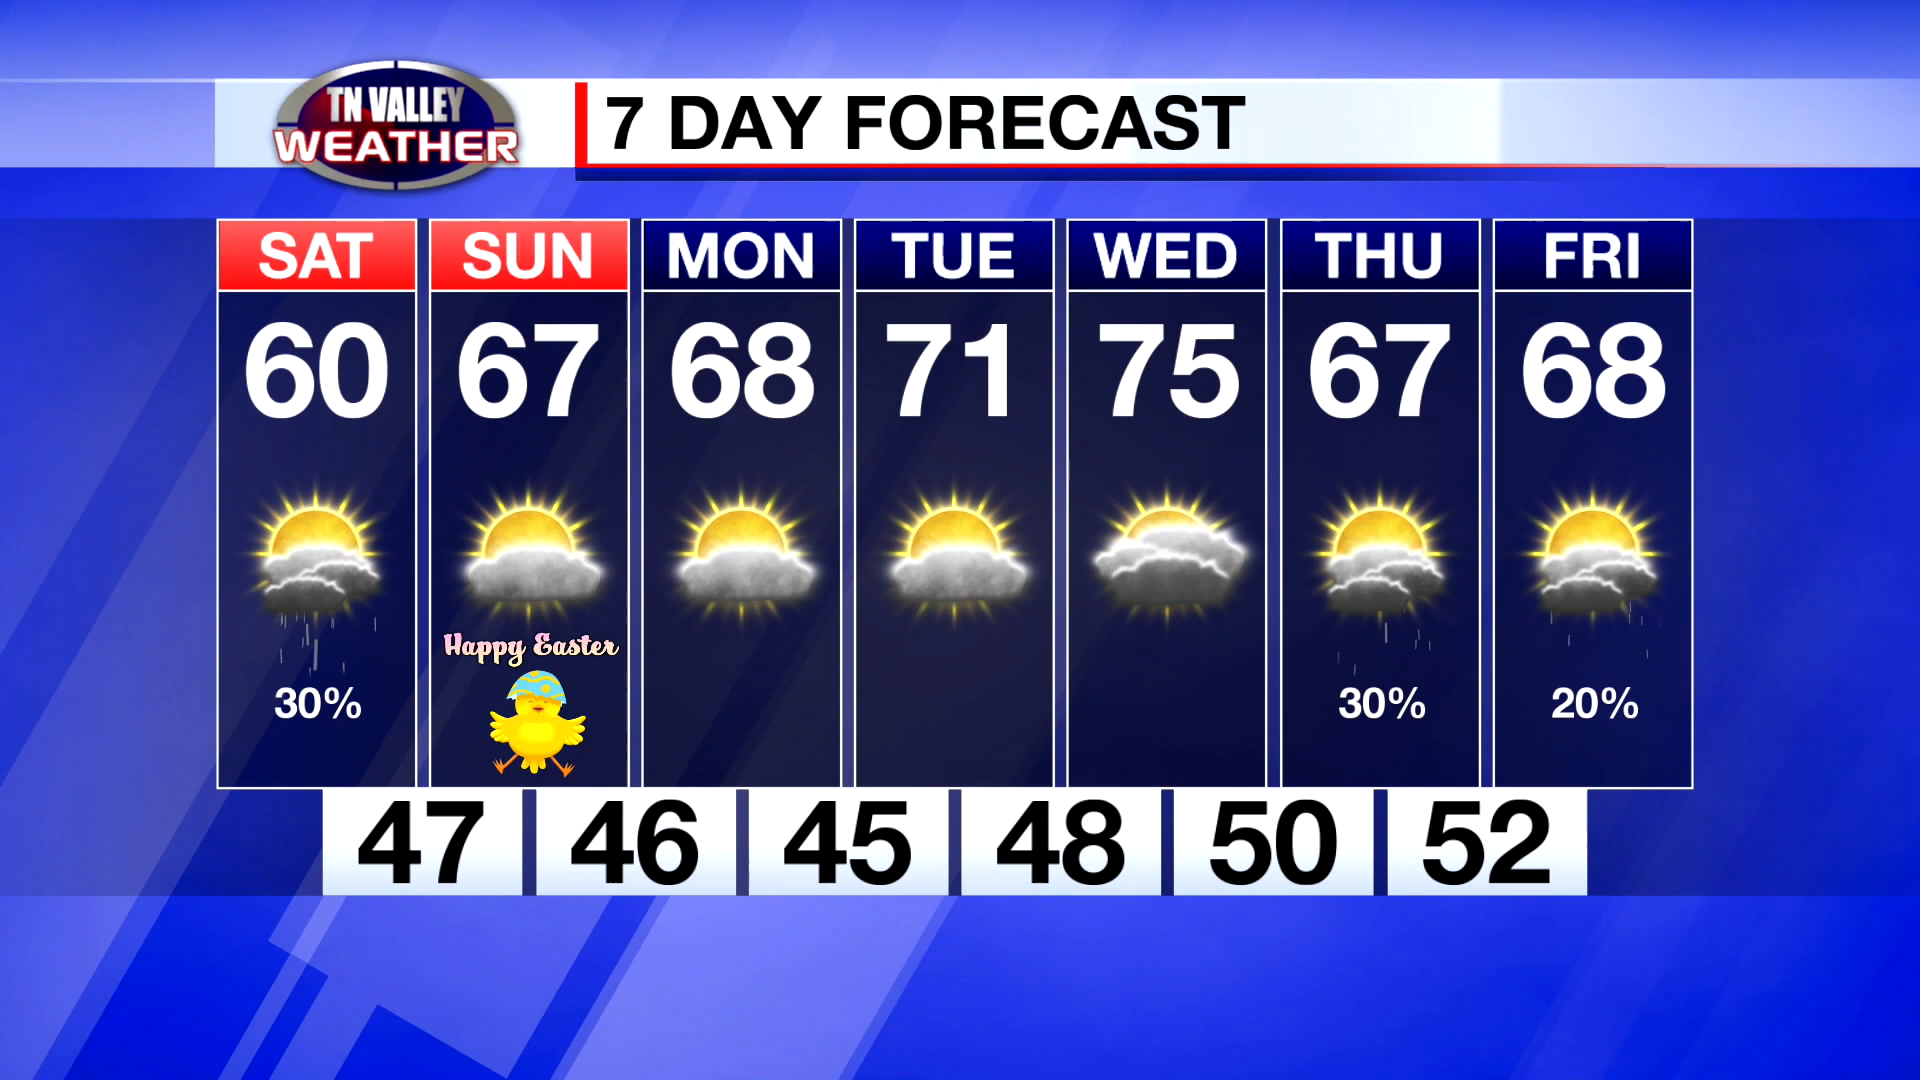 TN VALLEY
WEATHER
7 DAY FORECAST
SAT SUN MON TUE WED THU FRI
60 67 68 71 75 67 68
Happy Easter
30% 30% 20%
47 46 45 48 50 52